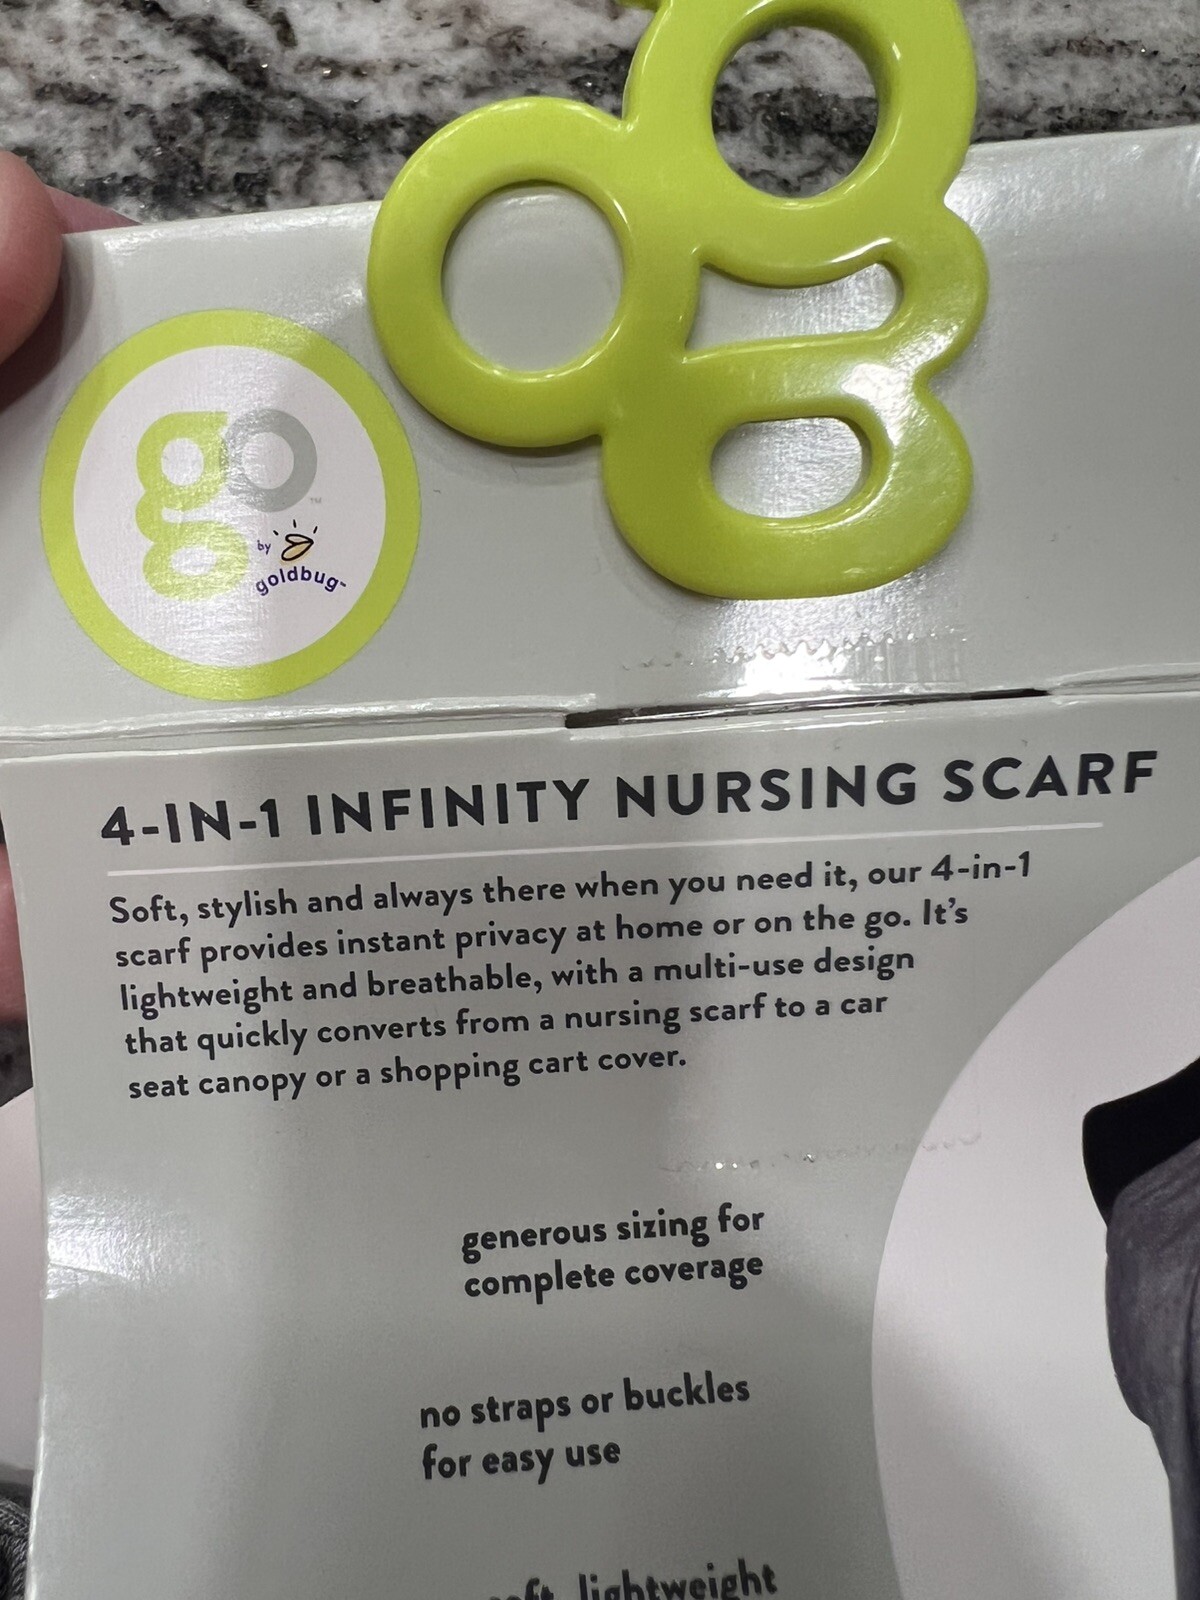 go™
by
goldbug™
4-IN-1 INFINITY NURSING SCARF
Soft, stylish and always there when you need it, our 4-in-1
scarf provides instant privacy at home or on the go. It's
lightweight and breathable, with a multi-use design
that quickly converts from a nursing scarf to a car
seat canopy or a shopping cart cover.
generous sizing for
complete coverage
no straps or buckles
for easy use
lightweight